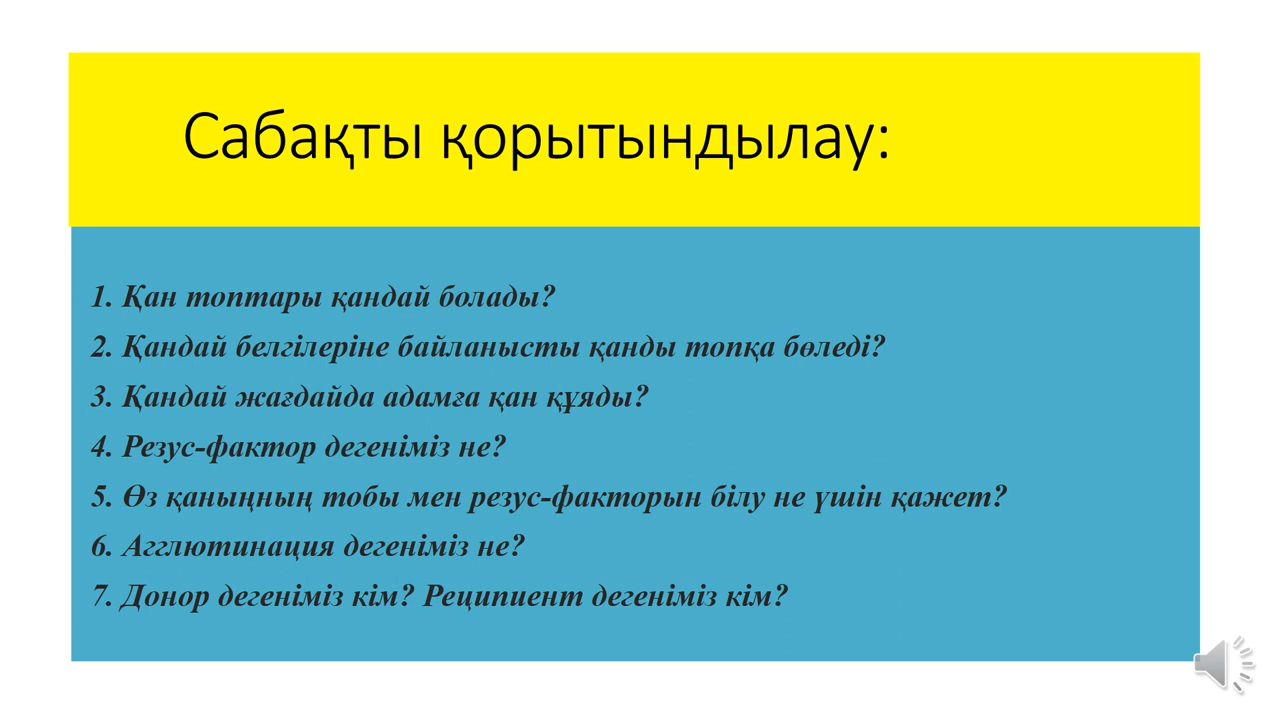 Сабақты қорытындылау:
1. Қан топтары қандай болады?
2. Қандай белгілеріне байланысты қанды топқа бөледі?
3. Қандай жағдайда адамға қан құяды?
4. Резус-фактор дегеніміз не?
5. Өз қаныңның тобы мен резус-факторын білу не үшін қажет?
6. Агглютинация дегеніміз не?
7. Донор дегеніміз кім? Реципиент дегеніміз кім?